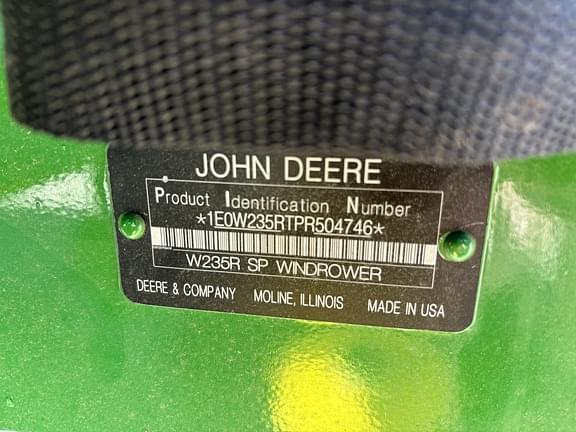 JOHN DEERE
Product Identification Number
*1E0W235RTPR504746*
W235R SP WINDROWER
DEERE & COMPANY MOLINE, ILLINOIS MADE IN USA